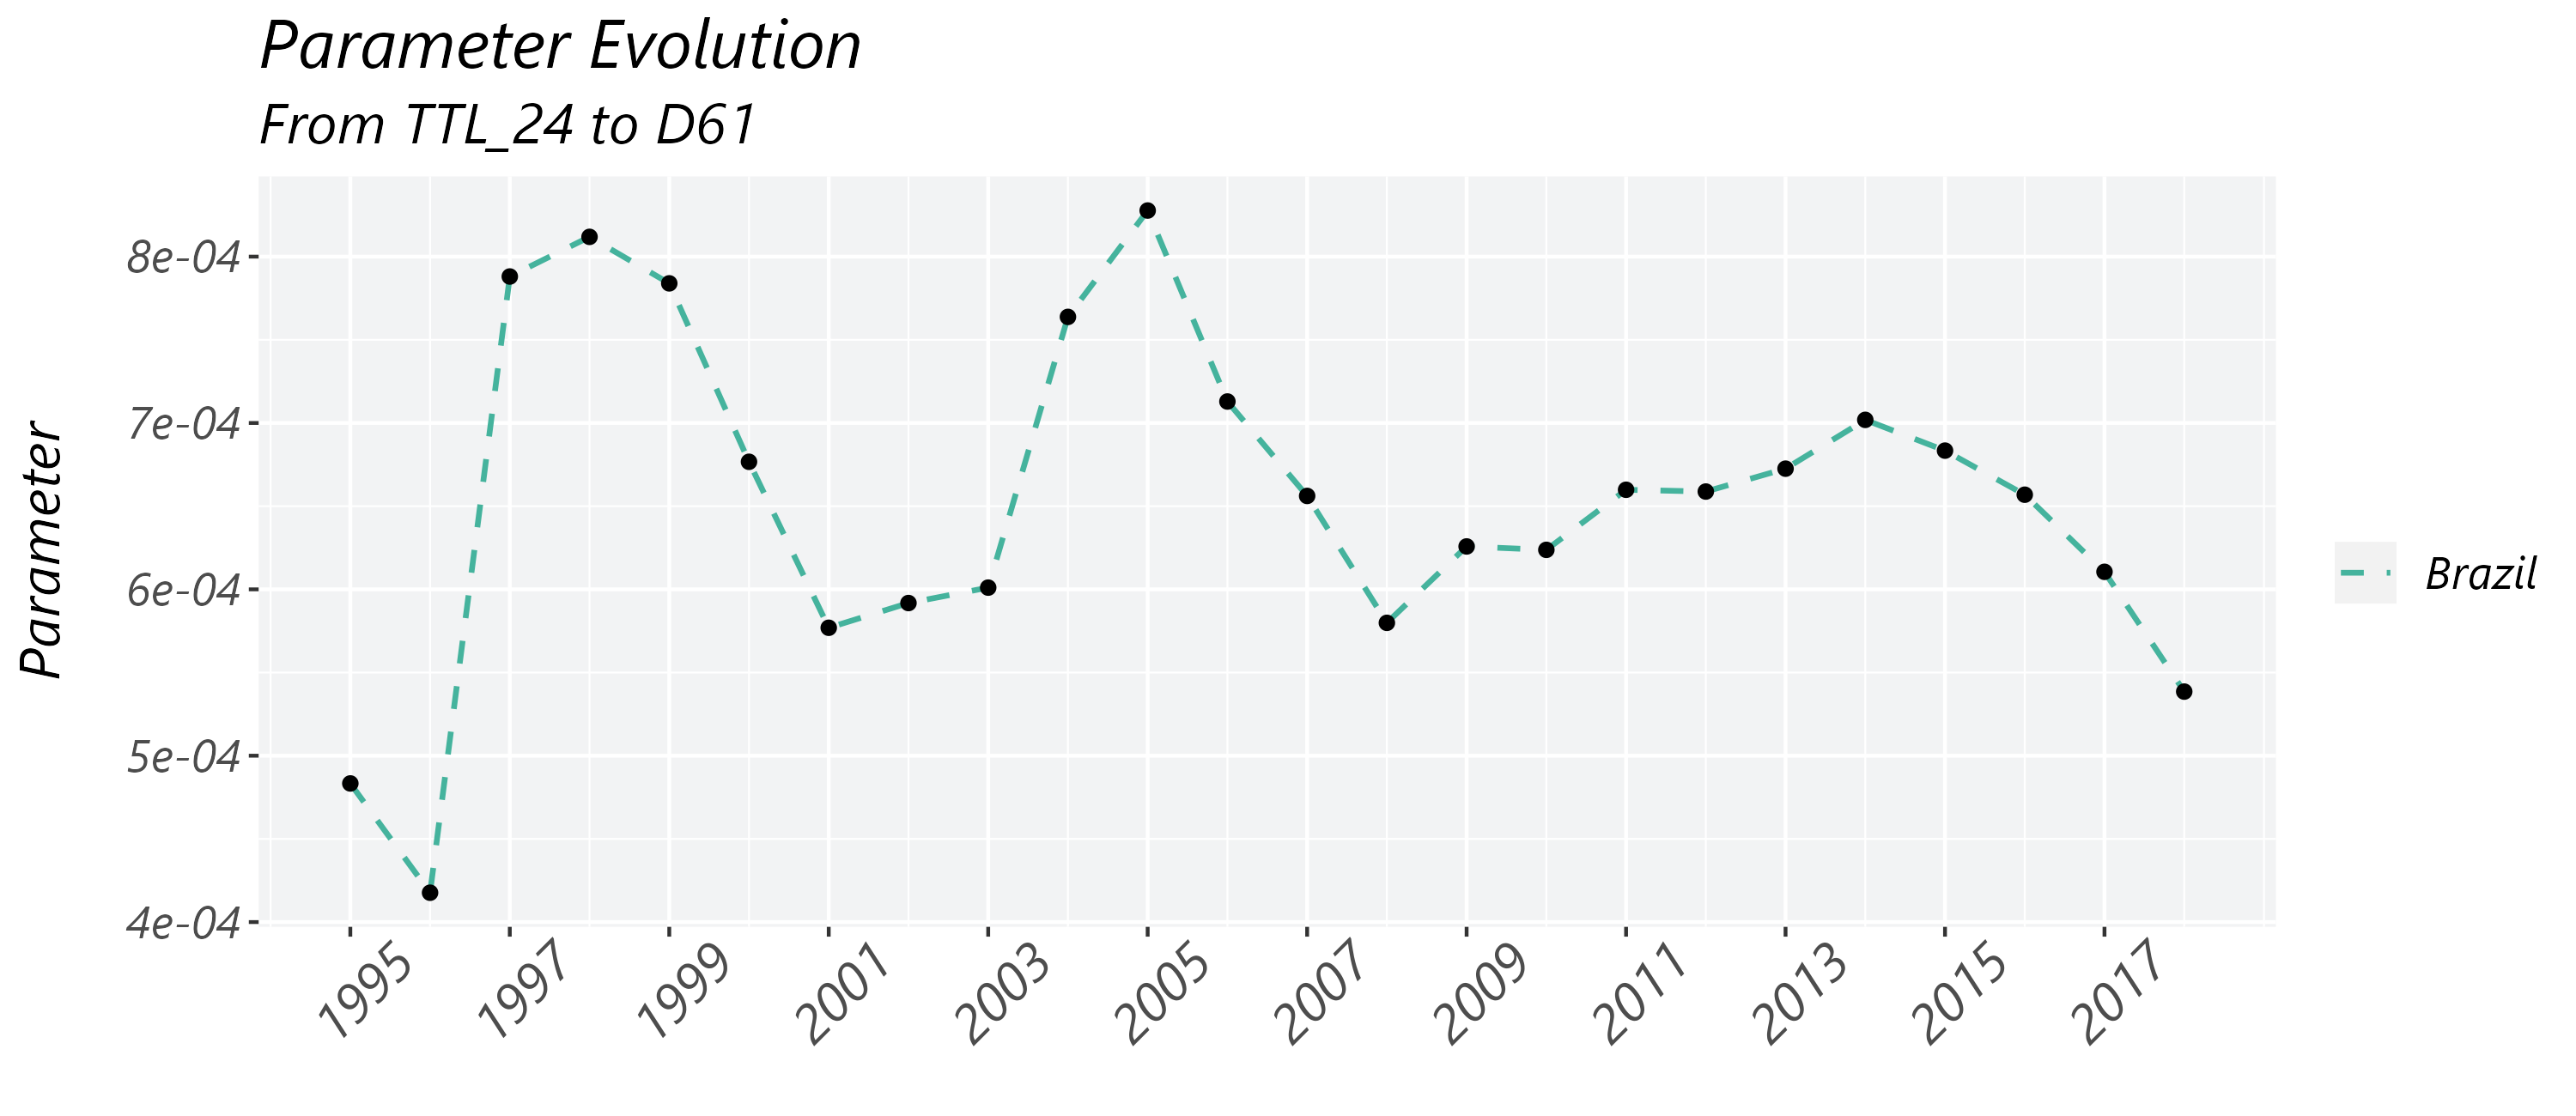 Parameter Evolution
From TTL_24 to D61
Parameter
8e-04
7e-04
6e-04
5e-04
4e-04
1995
1997
1999
2001
2003
2005
2007
2009
2011
2013
2015
2017
Brazil